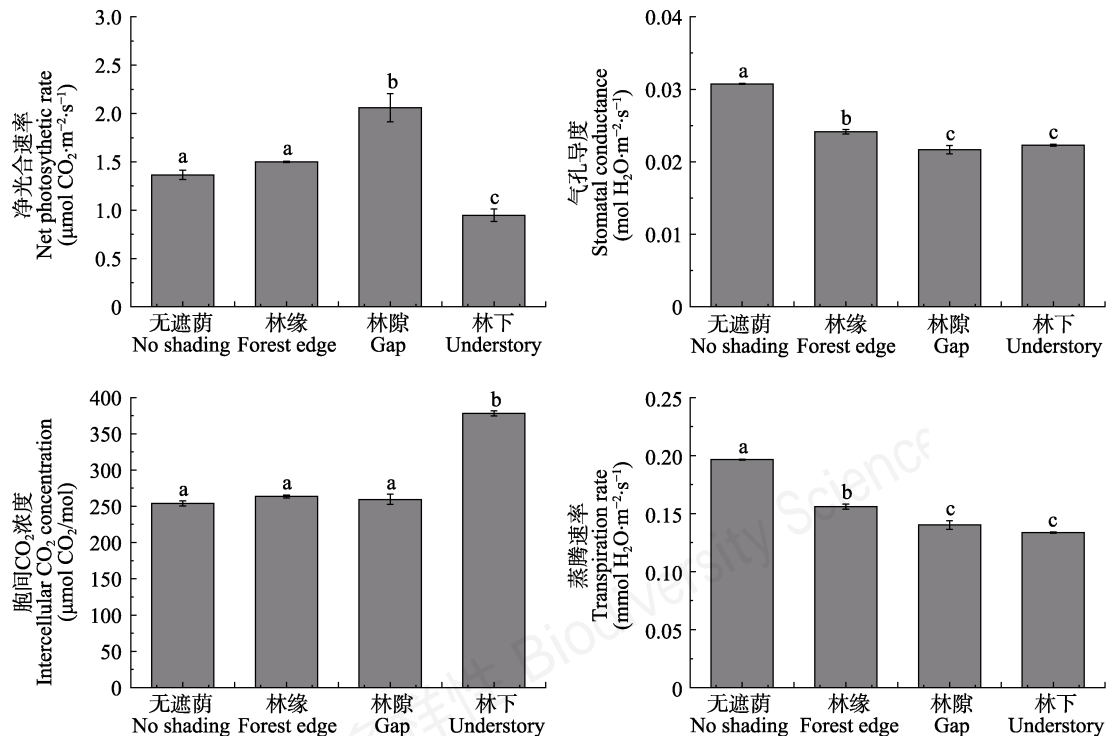 净光合速率
Net photosythetic rate
(μmol CO₂·m⁻²·s⁻¹)
3.0
2.5
2.0
1.5
1.0
0.5
0
a
a
b
c
无遮荫 林缘 林隙 林下
No shading Forest edge Gap Understory
气孔导度
Stomatal conductance
(mol H₂O·m⁻²·s⁻¹)
0.04
0.03
0.02
0.01
0
a
b
c
c
无遮荫 林缘 林隙 林下
No shading Forest edge Gap Understory
胞间CO₂浓度
Intercellular CO₂ concentration
(μmol CO₂/mol)
400
350
300
250
200
150
100
50
0
a
a
a
b
无遮荫 林缘 林隙 林下
No shading Forest edge Gap Understory
蒸腾速率
Transpiration rate
(mmol H₂O·m⁻²·s⁻¹)
0.25
0.20
0.15
0.10
0.05
0
a
b
c
c
无遮荫 林缘 林隙 林下
No shading Forest edge Gap Understory
样性 Biodiversity Science